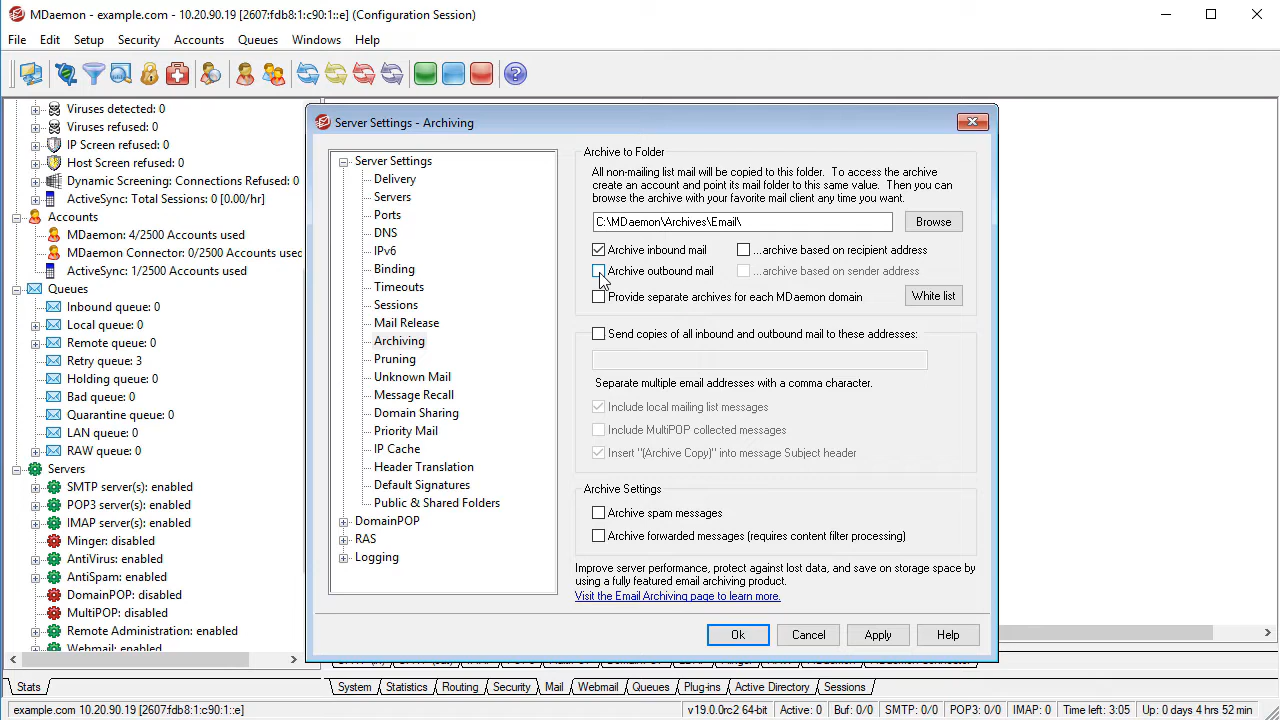 MDaemon - example.com - 10.20.90.19 [2607:fdb8:1:c90:1::e] (Configuration Session)
File Edit Setup Security Accounts Queues Windows Help
Viruses detected: 0
Viruses refused: 0
IP Screen refused: 0
Host Screen refused: 0
Dynamic Screening: Connections Refused: 0
ActiveSync: Total Sessions: 0 [0.00/hr]
Accounts
MDaemon: 4/2500 Accounts used
MDaemon Connector: 0/2500 Accounts used
ActiveSync: 1/2500 Accounts used
Queues
Inbound queue: 0
Local queue: 0
Remote queue: 0
Retry queue: 3
Holding queue: 0
Bad queue: 0
Quarantine queue: 0
LAN queue: 0
RAW queue: 0
Servers
SMTP server(s): enabled
POP3 server(s): enabled
IMAP server(s): enabled
Minger: disabled
AntiVirus: enabled
AntiSpam: enabled
DomainPOP: disabled
MultiPOP: disabled
Remote Administration: enabled
Webmail: enabled
Server Settings - Archiving
Server Settings
Delivery
Servers
Ports
DNS
IPv6
Binding
Timeouts
Sessions
Mail Release
Archiving
Pruning
Unknown Mail
Message Recall
Domain Sharing
Priority Mail
IP Cache
Header Translation
Default Signatures
Public & Shared Folders
DomainPOP
RAS
Logging
Archive to Folder
All non-mailing list mail will be copied to this folder. To access the archive
create an account and point its mail folder to this same value. Then you can
browse the archive with your favorite mail client any time you want.
C:\MDaemon\Archives\Email\ Browse
Archive inbound mail ...archive based on recipient address
Archive outbound mail ...archive based on sender address
Provide separate archives for each MDaemon domain White list
Send copies of all inbound and outbound mail to these addresses:
Separate multiple email addresses with a comma character.
Include local mailing list messages
Include MultiPOP collected messages
Insert "(Archive Copy)" into message Subject header
Archive Settings
Archive spam messages
Archive forwarded messages (requires content filter processing)
Improve server performance, protect against lost data, and save on storage space by
using a fully featured email archiving product.
Visit the Email Archiving page to learn more.
Ok Cancel Apply Help
Stats System Statistics Routing Security Mail Webmail Queues Plug-ins Active Directory Sessions
example.com 10.20.90.19 [2607:fdb8:1:c90:1::e] v19.0.0rc2 64-bit Active: 0 Buf: 0/0 SMTP: 0/0 POP3: 0/0 IMAP: 0 Time left: 3:05 Up: 0 days 4 hrs 52 min